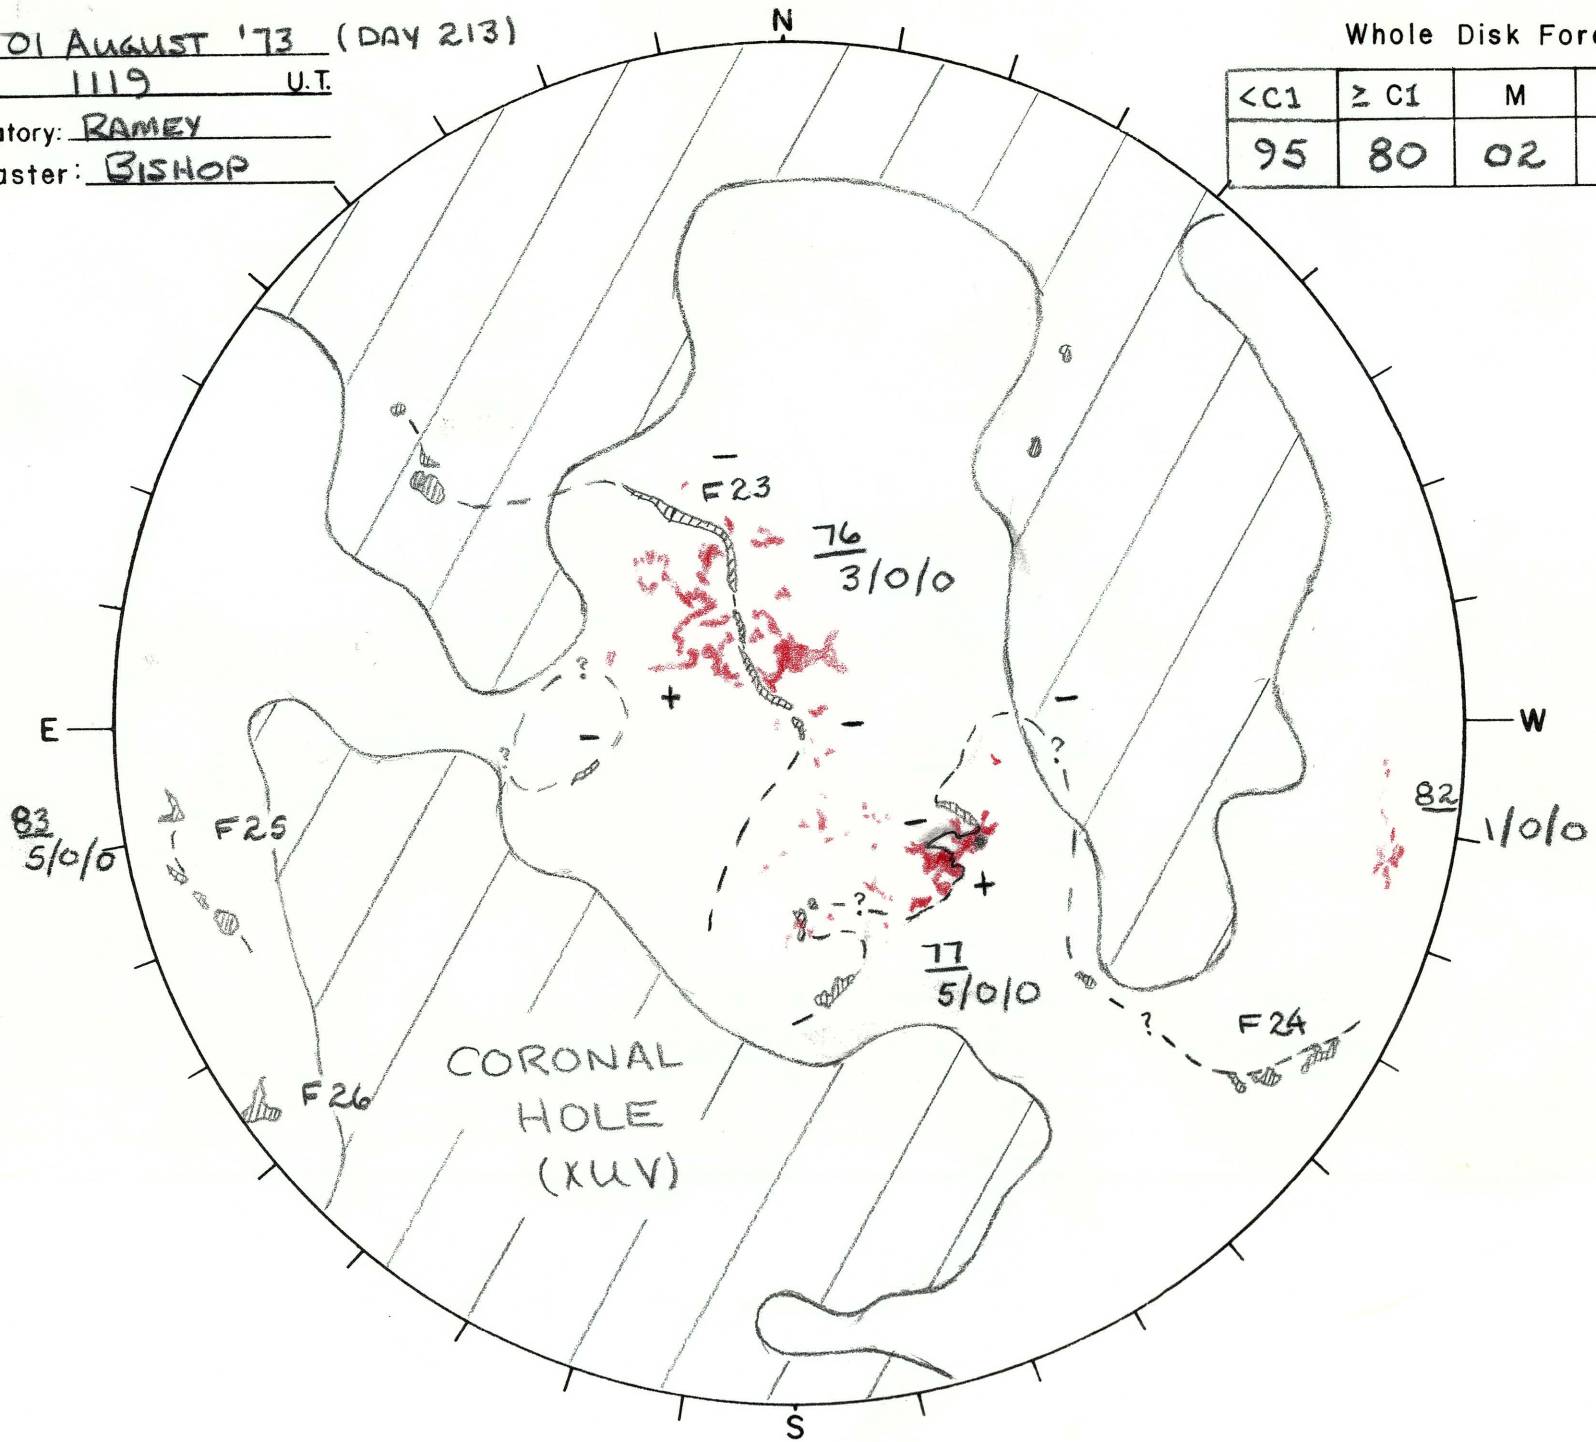 01 AUGUST '73 (DAY 213)
1119 U.T.
atory: RAMEY
aster: BISHOP
N
Whole Disk Fore
<C1 ≥ C1 M
95 80 02
-
F23
76
3/0/0
?
+
-
-
-
E
W
?
?
83
5/0/0
F25
82
1/0/0
-
+
?
77
5/0/0
?
F24
F26
CORONAL
HOLE
(XUV)
S